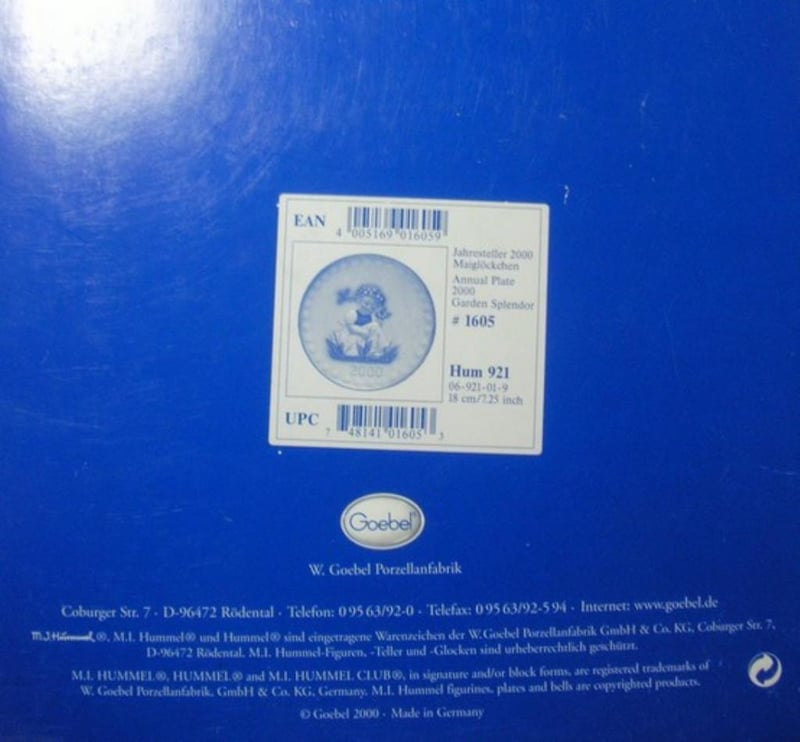 EAN
4 005169 016059
Jahresteller 2000
Maiglöckchen
Annual Plate
2000
Garden Splendor
# 1605
2000
Hum 921
06-921-01-9
18 cm/7.25 inch
UPC
7 48141 01605 3
Goebel
W. Goebel Porzellanfabrik
Coburger Str. 7 · D-96472 Rödental · Telefon: 0 95 63/92-0 · Telefax: 0 95 63/92-5 94 · Internet: www.goebel.de
M.J.Hummel®, M.I. Hummel® und Hummel® sind eingetragene Warenzeichen der W. Goebel Porzellanfabrik GmbH & Co. KG, Coburger Str. 7,
D-96472 Rödental. M.I. Hummel-Figuren, -Teller und -Glocken sind urheberrechtlich geschützt.
M.I. HUMMEL®, HUMMEL® and M.I. HUMMEL CLUB®, in signature and/or block forms, are registered trademarks of
W. Goebel Porzellanfabrik, GmbH & Co. KG, Germany. M.I. Hummel figurines, plates and bells are copyrighted products.
© Goebel 2000 · Made in Germany